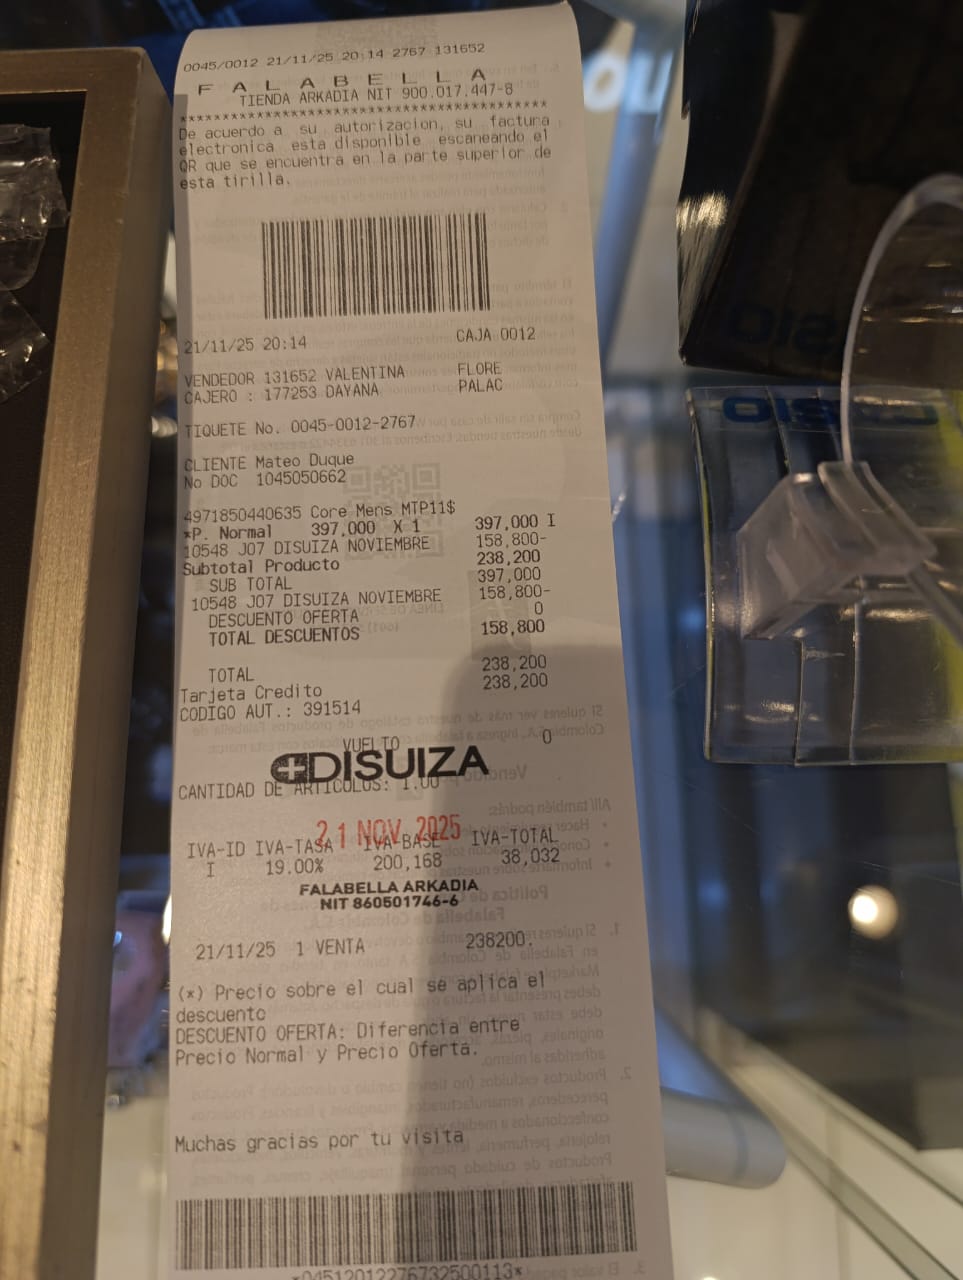 0045/0012 21/11/25 20:14 2767 131652
F A L A B E L L A
TIENDA ARKADIA NIT 900.017.447-8
****************************************************
De acuerdo a su autorizacion, su factura
electronica esta disponible escaneando el
QR que se encuentra en la parte superior de
esta tirilla.
21/11/25 20:14 CAJA 0012
VENDEDOR 131652 VALENTINA FLORE
CAJERO : 177253 DAYANA PALAC
TIQUETE No. 0045-0012-2767
CLIENTE Mateo Duque
No DOC 1045050662
4971850440635 Core Mens MTP11$
*P. Normal 397,000 X 1 397,000 I
10548 J07 DISUIZA NOVIEMBRE 158,800-
Subtotal Producto 238,200
SUB TOTAL 397,000
10548 J07 DISUIZA NOVIEMBRE 158,800-
DESCUENTO OFERTA 0
TOTAL DESCUENTOS 158,800
TOTAL 238,200
Tarjeta Credito 238,200
CODIGO AUT.: 391514
VUELTO 0
DISUIZA
CANTIDAD DE ARTICULOS: 1.00
21 NOV 2025
IVA-ID IVA-TASA IVA-BASE IVA-TOTAL
I 19.00% 200,168 38,032
FALABELLA ARKADIA
NIT 860501746-6
21/11/25 1 VENTA 238200.
(*) Precio sobre el cual se aplica el
descuento
DESCUENTO OFERTA: Diferencia entre
Precio Normal y Precio Oferta.
Muchas gracias por tu visita
*04512012276732500113*
CASIO